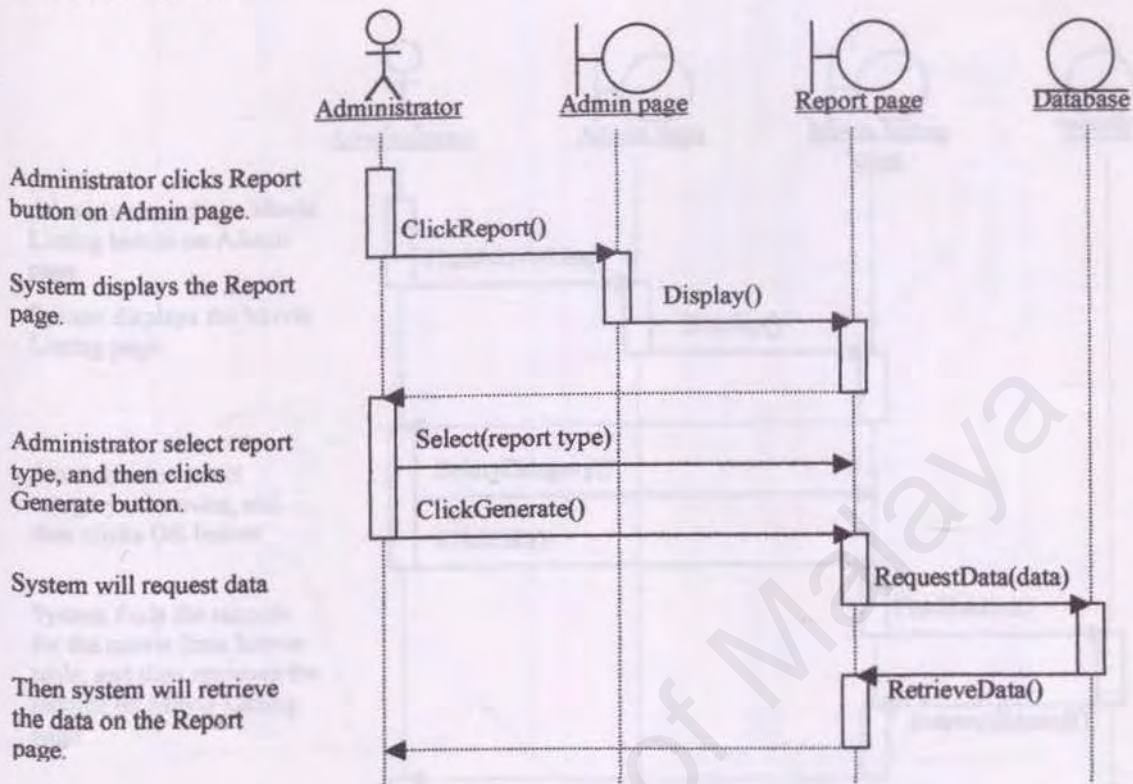 Administrator
Admin page
Report page
Database
Administrator clicks Report
button on Admin page.
ClickReport()
System displays the Report
page.
Display()
Administrator select report
type, and then clicks
Generate button.
Select(report type)
ClickGenerate()
System will request data
RequestData(data)
Then system will retrieve
the data on the Report
page.
RetrieveData()
of Malaya